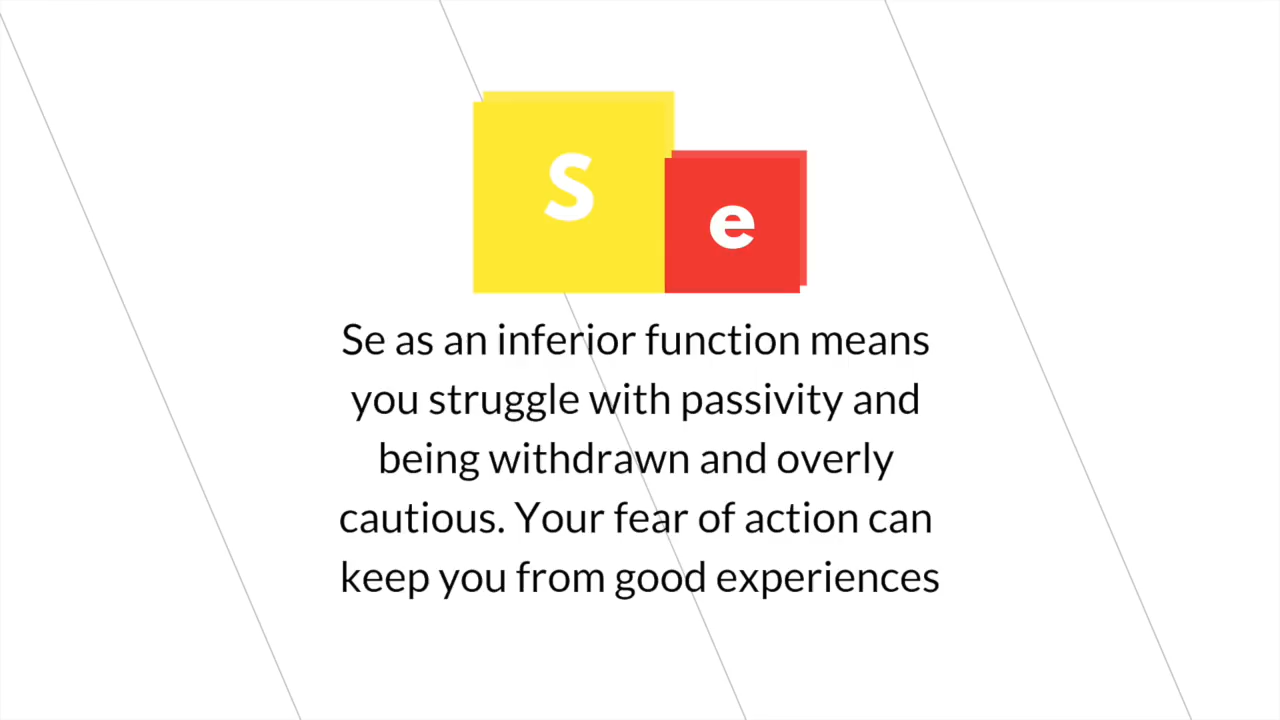 Se
Se as an inferior function means
you struggle with passivity and
being withdrawn and overly
cautious. Your fear of action can
keep you from good experiences